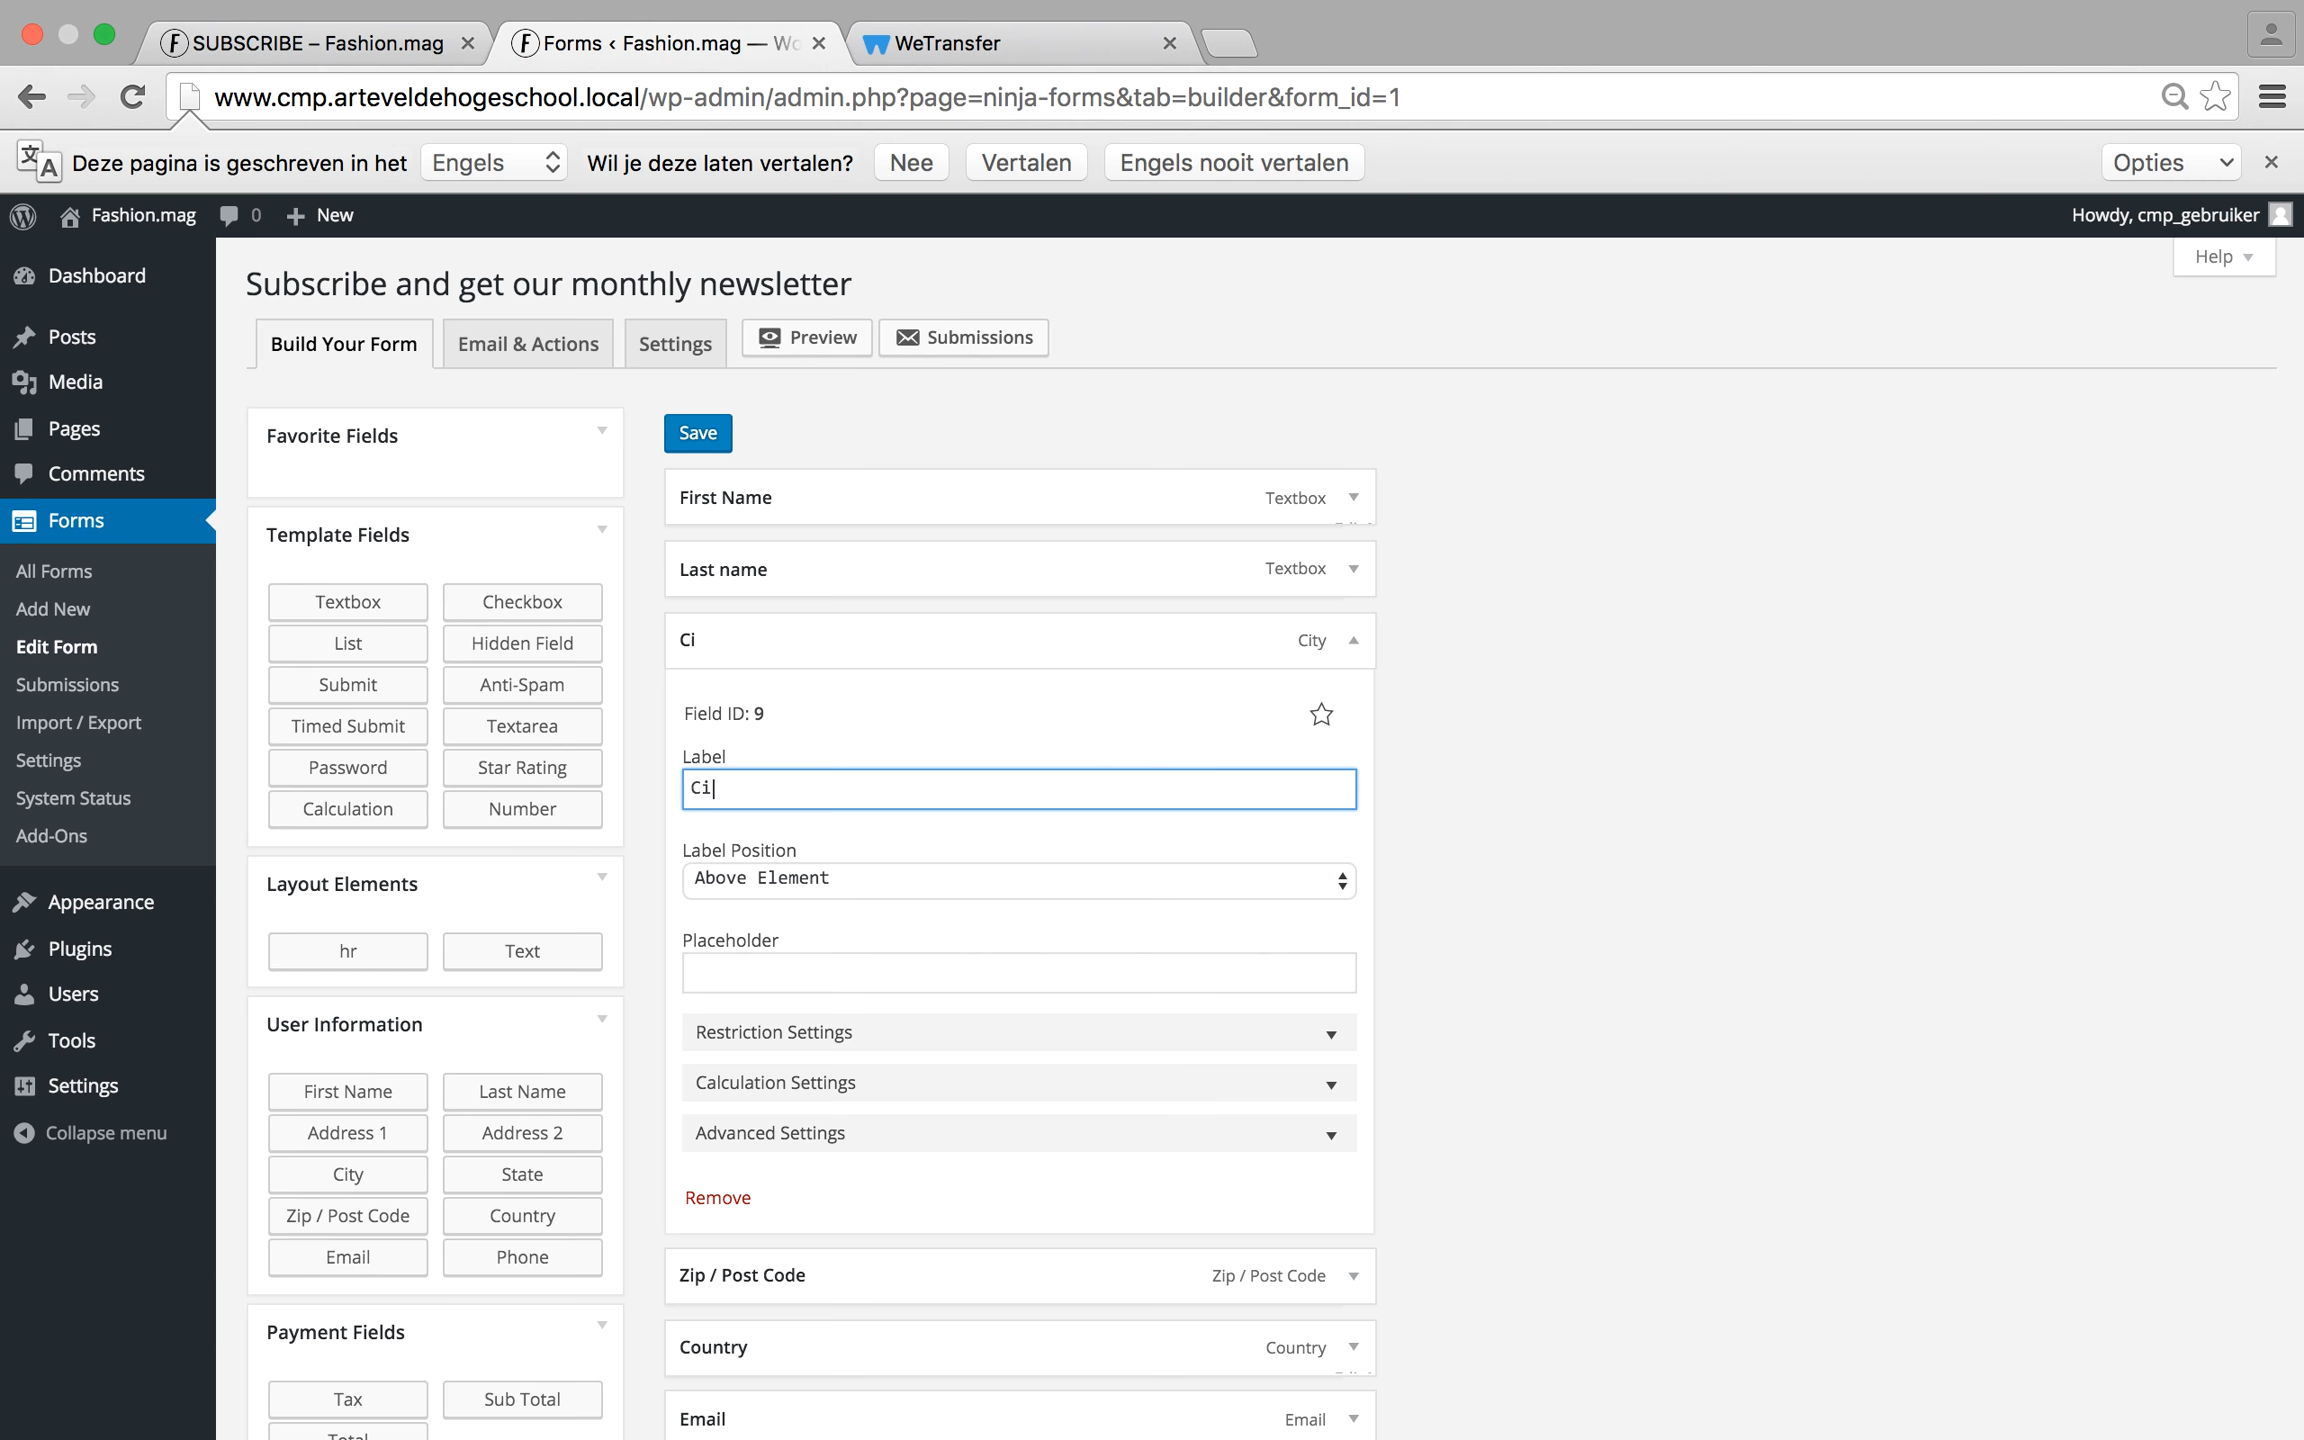 SUBSCRIBE – Fashion.mag
Forms ‹ Fashion.mag — Wo
WeTransfer
www.cmp.arteveldehogeschool.local/wp-admin/admin.php?page=ninja-forms&tab=builder&form_id=1
Deze pagina is geschreven in het Engels Wil je deze laten vertalen? Nee Vertalen Engels nooit vertalen Opties
Fashion.mag 0 New Howdy, cmp_gebruiker
Help
Dashboard
Posts
Media
Pages
Comments
Forms
All Forms
Add New
Edit Form
Submissions
Import / Export
Settings
System Status
Add-Ons
Appearance
Plugins
Users
Tools
Settings
Collapse menu
Subscribe and get our monthly newsletter
Build Your Form Email & Actions Settings Preview Submissions
Favorite Fields
Template Fields
Textbox Checkbox
List Hidden Field
Submit Anti-Spam
Timed Submit Textarea
Password Star Rating
Calculation Number
Layout Elements
hr Text
User Information
First Name Last Name
Address 1 Address 2
City State
Zip / Post Code Country
Email Phone
Payment Fields
Tax Sub Total
Total
Save
First Name Textbox
Last name Textbox
Ci City
Field ID: 9
Label
Ci
Label Position
Above Element
Placeholder
Restriction Settings
Calculation Settings
Advanced Settings
Remove
Zip / Post Code Zip / Post Code
Country Country
Email Email